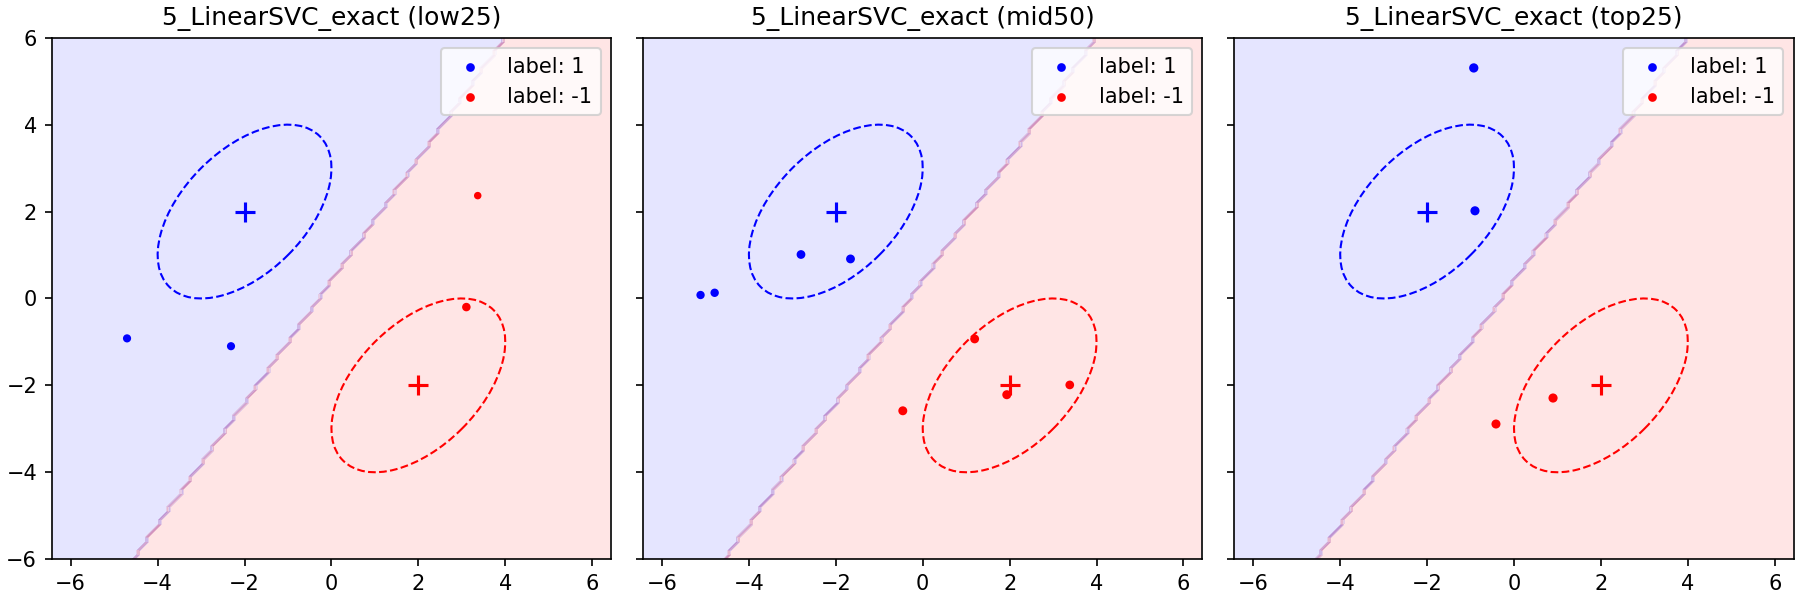 5_LinearSVC_exact (low25)
6
4
2
0
−2
−4
−6
−6 −4 −2 0 2 4 6
label: 1
label: -1
5_LinearSVC_exact (mid50)
−6 −4 −2 0 2 4 6
label: 1
label: -1
5_LinearSVC_exact (top25)
−6 −4 −2 0 2 4 6
label: 1
label: -1